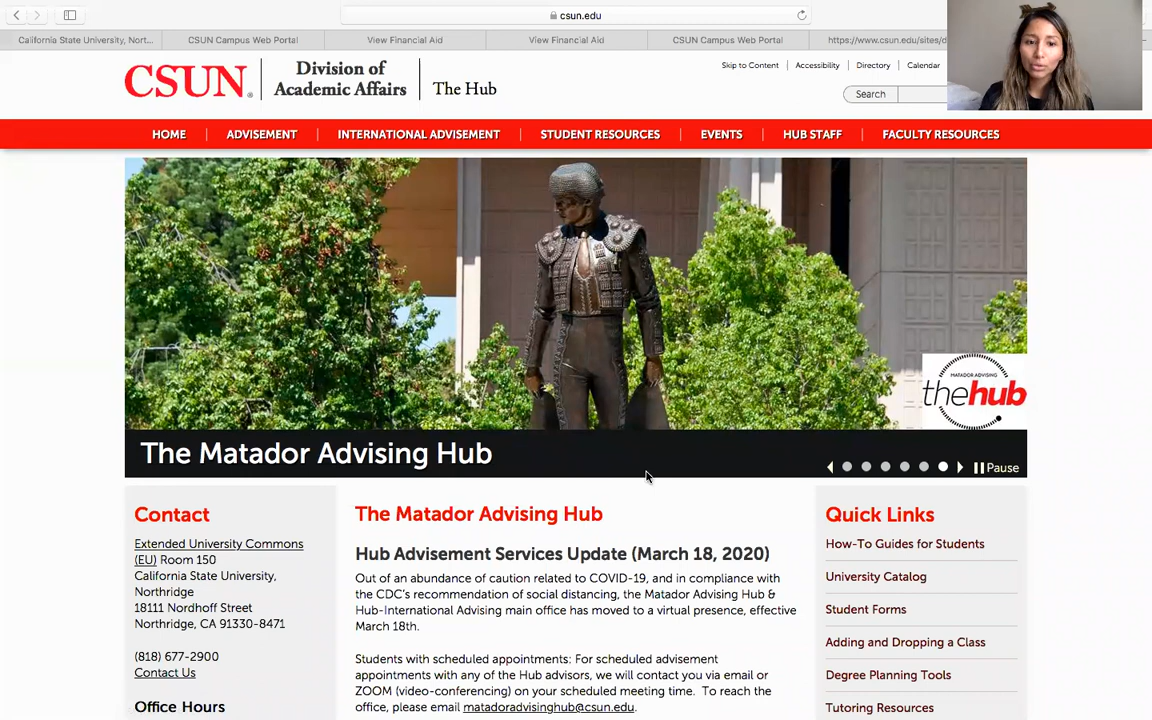 csun.edu
California State University, Nort...
CSUN Campus Web Portal
View Financial Aid
View Financial Aid
CSUN Campus Web Portal
https://www.csun.edu/sites/d
CSUN®
Division of
Academic Affairs
The Hub
Skip to Content
Accessibility
Directory
Calendar
Search
HOME
ADVISEMENT
INTERNATIONAL ADVISEMENT
STUDENT RESOURCES
EVENTS
HUB STAFF
FACULTY RESOURCES
MATADOR ADVISING
thehub
The Matador Advising Hub
Pause
Contact
Extended University Commons
(EU) Room 150
California State University,
Northridge
18111 Nordhoff Street
Northridge, CA 91330-8471
(818) 677-2900
Contact Us
Office Hours
The Matador Advising Hub
Hub Advisement Services Update (March 18, 2020)
Out of an abundance of caution related to COVID-19, and in compliance with
the CDC's recommendation of social distancing, the Matador Advising Hub &
Hub-International Advising main office has moved to a virtual presence, effective
March 18th.
Students with scheduled appointments: For scheduled advisement
appointments with any of the Hub advisors, we will contact you via email or
ZOOM (video-conferencing) on your scheduled meeting time. To reach the
office, please email matadoradvisinghub@csun.edu.
Quick Links
How-To Guides for Students
University Catalog
Student Forms
Adding and Dropping a Class
Degree Planning Tools
Tutoring Resources